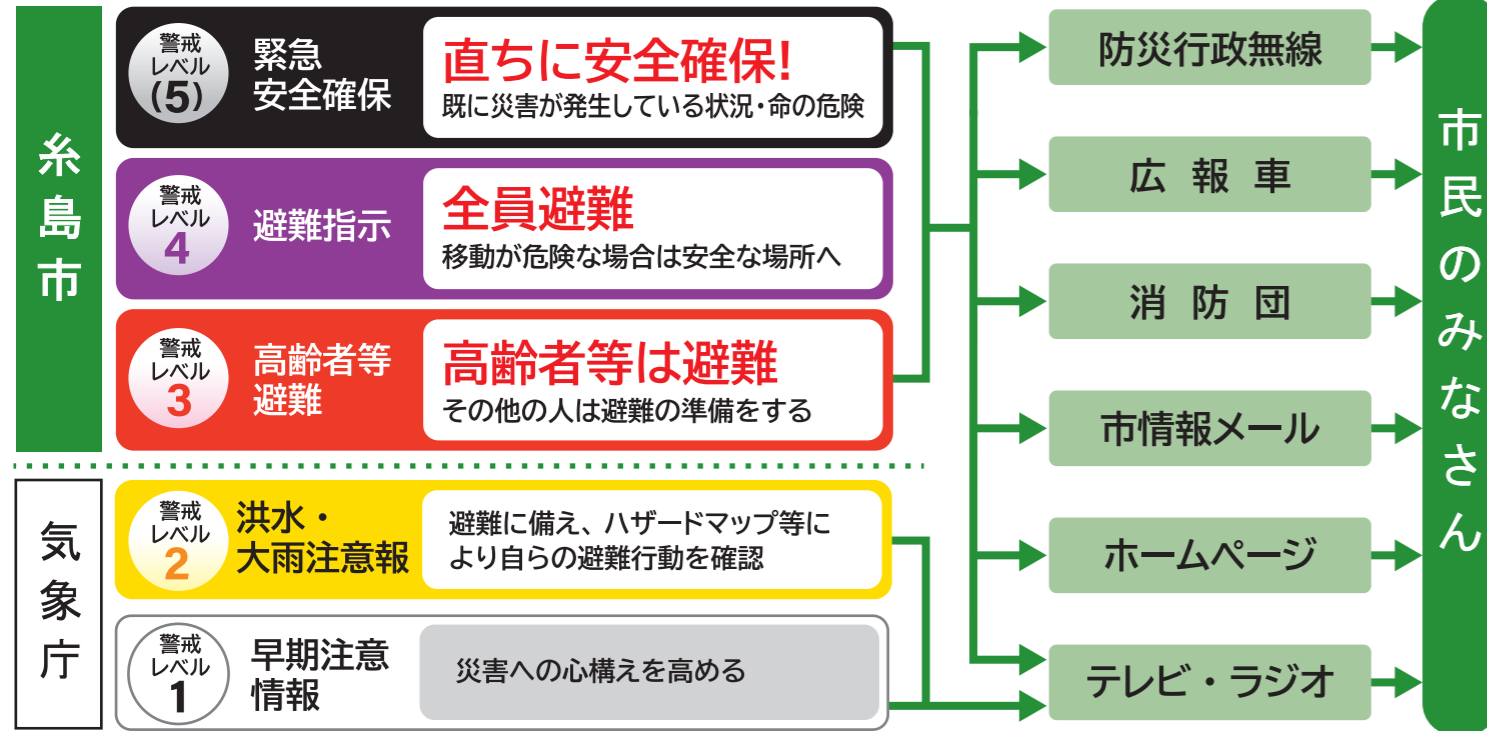 糸島市
警戒
レベル
(5)
緊急
安全確保
直ちに安全確保!
既に災害が発生している状況・命の危険
警戒
レベル
4
避難指示
全員避難
移動が危険な場合は安全な場所へ
警戒
レベル
3
高齢者等
避難
高齢者等は避難
その他の人は避難の準備をする
気象庁
警戒
レベル
2
洪水・
大雨注意報
避難に備え、ハザードマップ等に
より自らの避難行動を確認
警戒
レベル
1
早期注意
情報
災害への心構えを高める
防災行政無線
広報車
消防団
市情報メール
ホームページ
テレビ・ラジオ
市民のみなさん